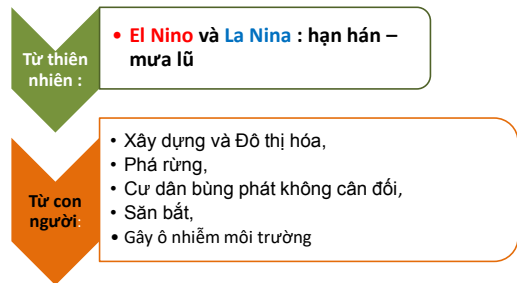 Từ thiên
nhiên :
• El Nino và La Nina : hạn hán –
mưa lũ
Từ con
người:
• Xây dựng và Đô thị hóa,
• Phá rừng,
• Cư dân bùng phát không cân đối,
• Săn bắt,
• Gây ô nhiễm môi trường